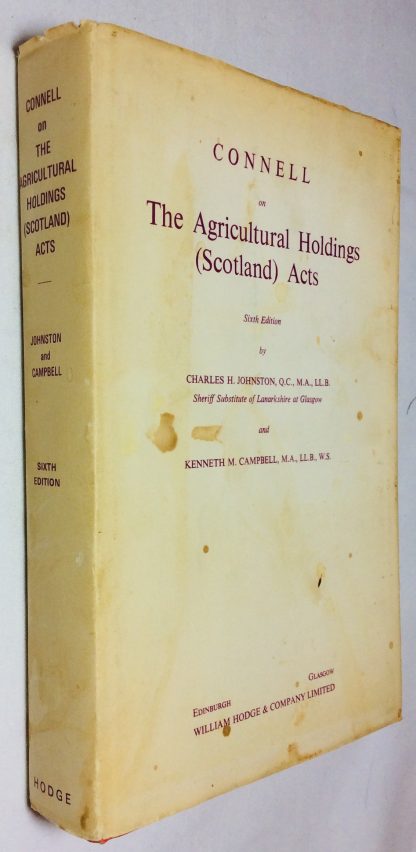 CONNELL
on
THE
AGRICULTURAL
HOLDINGS
(SCOTLAND)
ACTS
JOHNSTON
and
CAMPBELL
SIXTH
EDITION
HODGE
CONNELL
on
The Agricultural Holdings
(Scotland) Acts
Sixth Edition
by
CHARLES H. JOHNSTON, Q.C., M.A., LL.B.
Sheriff Substitute of Lanarkshire at Glasgow
and
KENNETH M. CAMPBELL, M.A., LL.B., W.S.
EDINBURGH GLASGOW
WILLIAM HODGE & COMPANY LIMITED